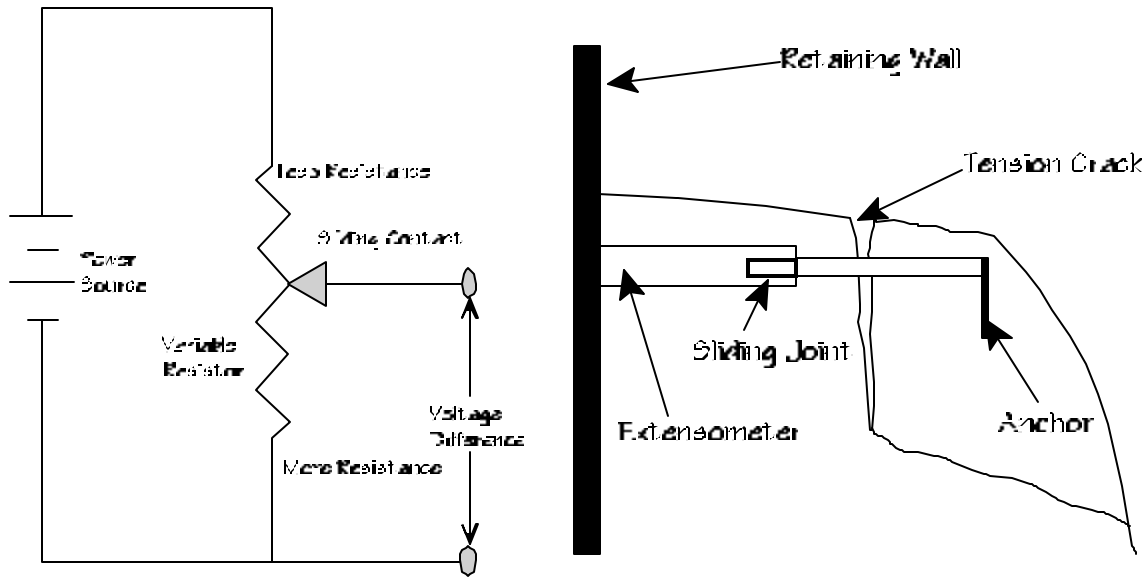 Less Resistance
Sliding Contact
Power
Source
Variable
Resistor
Voltage
Difference
More Resistance
Retaining Wall
Tension Crack
Sliding Joint
Extensometer
Anchor